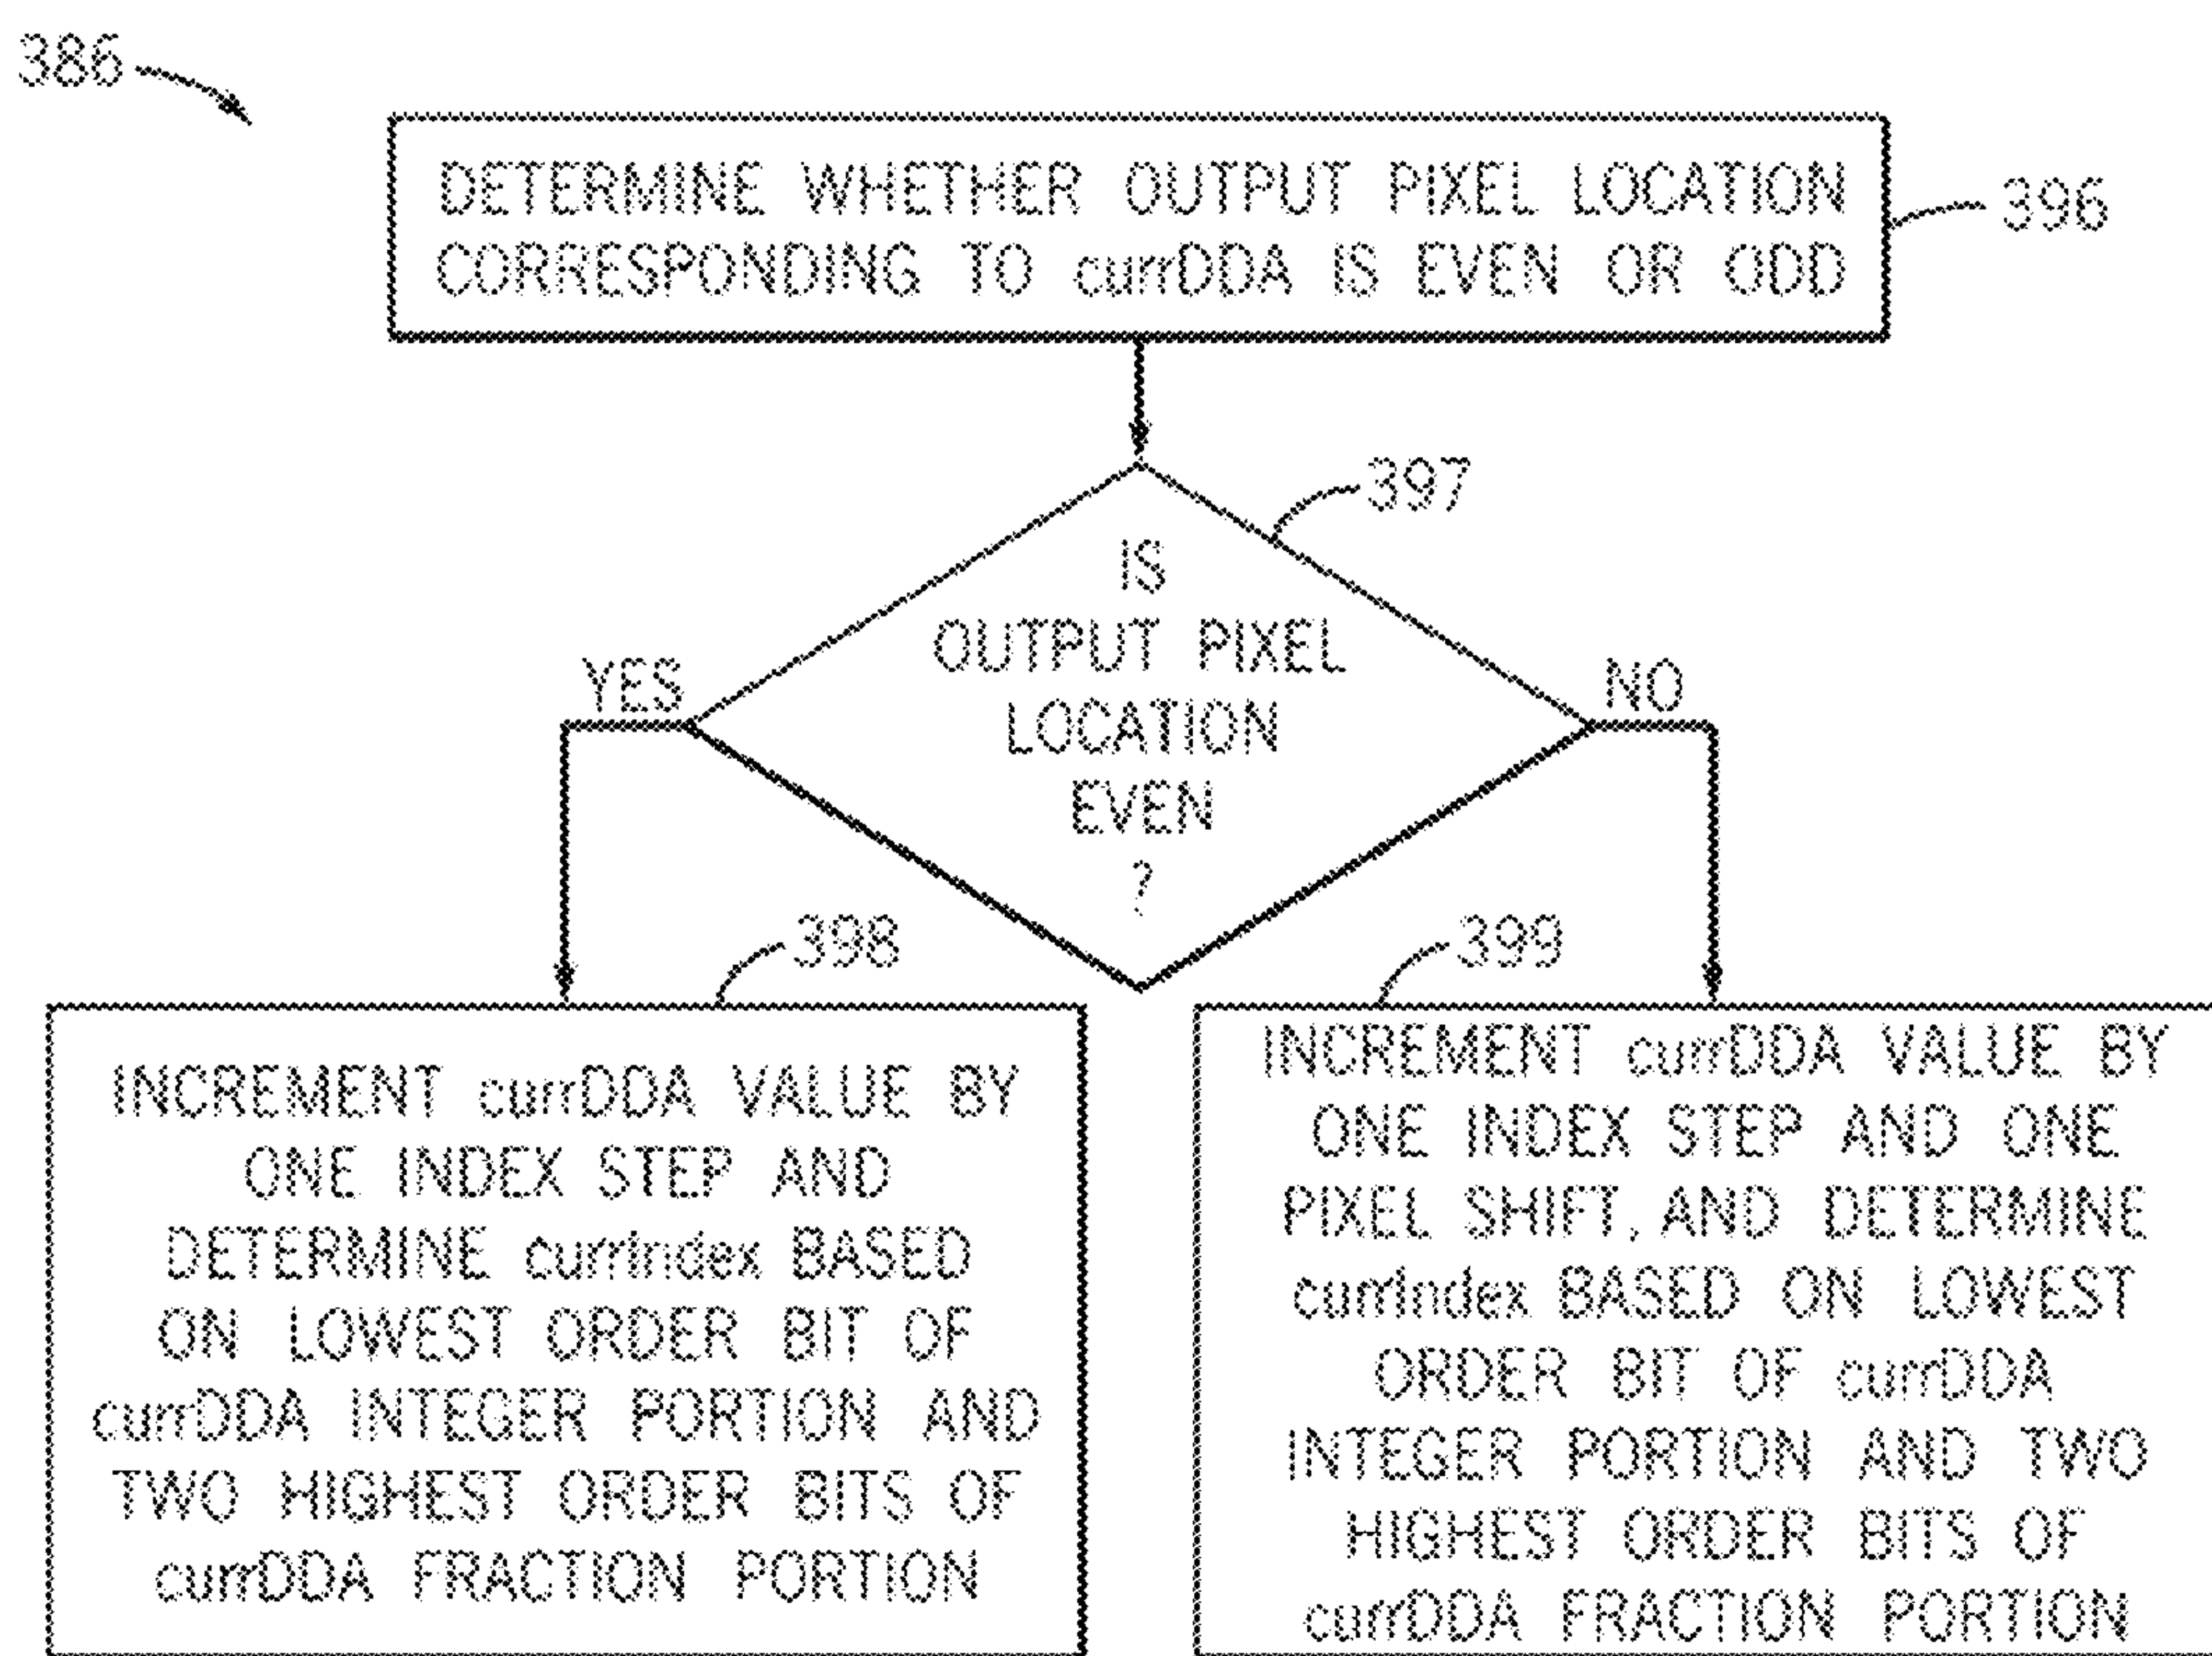 386
DETERMINE WHETHER OUTPUT PIXEL LOCATION
CORRESPONDING TO currDDA IS EVEN OR ODD
396
397
IS
OUTPUT PIXEL
LOCATION
EVEN
?
YES
NO
398
INCREMENT currDDA VALUE BY
ONE INDEX STEP AND
DETERMINE currIndex BASED
ON LOWEST ORDER BIT OF
currDDA INTEGER PORTION AND
TWO HIGHEST ORDER BITS OF
currDDA FRACTION PORTION
399
INCREMENT currDDA VALUE BY
ONE INDEX STEP AND ONE
PIXEL SHIFT, AND DETERMINE
currIndex BASED ON LOWEST
ORDER BIT OF currDDA
INTEGER PORTION AND TWO
HIGHEST ORDER BITS OF
currDDA FRACTION PORTION